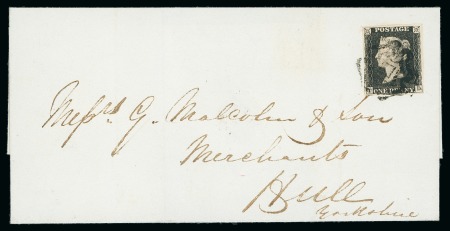 POSTAGE
ONE PENNY
Messrs G. Malcolm & Son
Merchants
Hull
Yorkshire